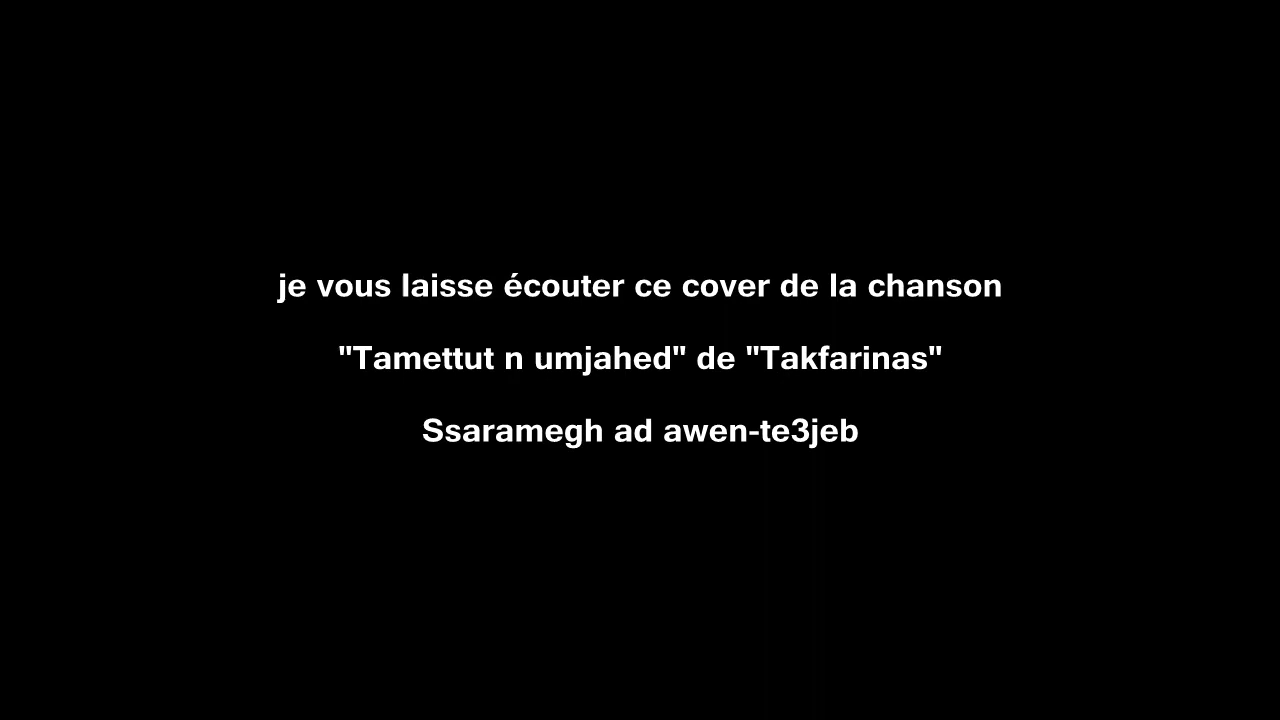 je vous laisse écouter ce cover de la chanson
"Tamettut n umjahed" de "Takfarinas"
Ssaramegh ad awen-te3jeb